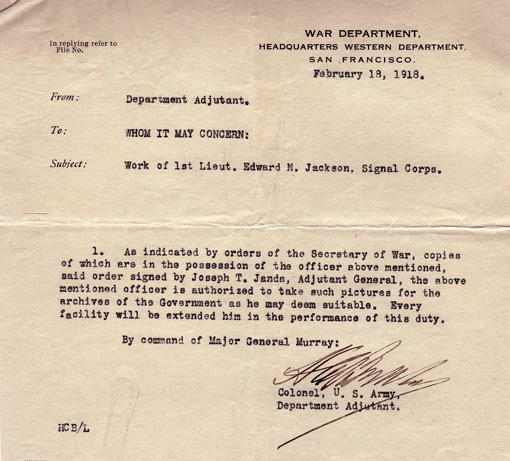 WAR DEPARTMENT,
In replying refer to
File No.
HEADQUARTERS WESTERN DEPARTMENT,
SAN FRANCISCO.
February 18, 1918.
From: Department Adjutant.
To: WHOM IT MAY CONCERN:
Subject: Work of 1st Lieut. Edward N. Jackson, Signal Corps.
1. As indicated by orders of the Secretary of War, copies
of which are in the possession of the officer above mentioned,
said order signed by Joseph T. Janda, Adjutant General, the above
mentioned officer is authorized to take such pictures for the
archives of the Government as he may deem suitable. Every
facility will be extended him in the performance of this duty.
By command of Major General Murray:
Colonel, U. S. Army,
Department Adjutant.
HCB/L